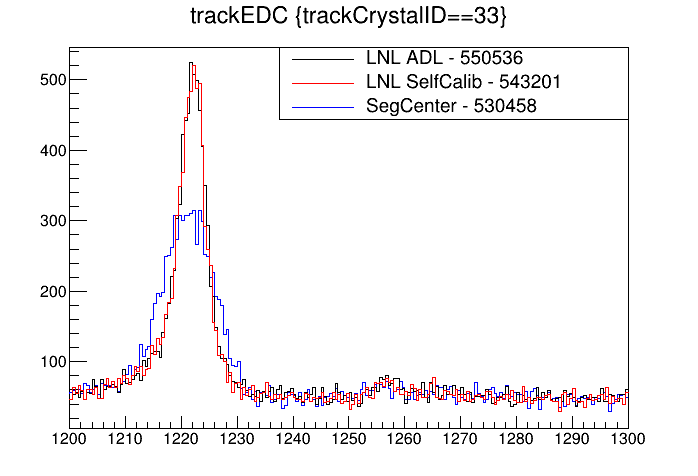 trackEDC {trackCrystalID==33}
LNL ADL - 550536
LNL SelfCalib - 543201
SegCenter - 530458
500
400
300
200
100
1200 1210 1220 1230 1240 1250 1260 1270 1280 1290 1300